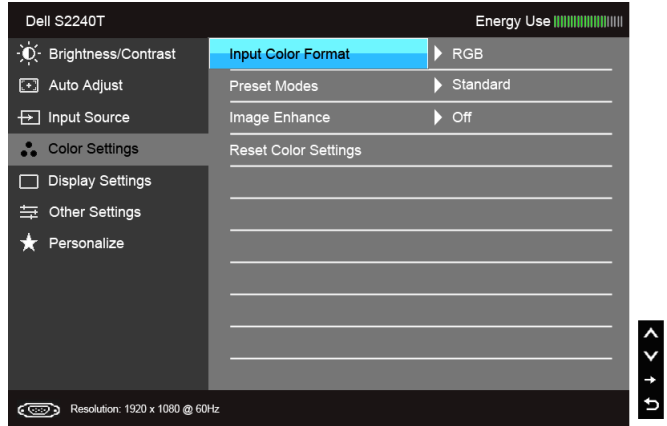 Dell S2240T
Energy Use
Brightness/Contrast
Auto Adjust
Input Source
Color Settings
Display Settings
Other Settings
Personalize
Input Color Format
RGB
Preset Modes
Standard
Image Enhance
Off
Reset Color Settings
Resolution: 1920 x 1080 @ 60Hz